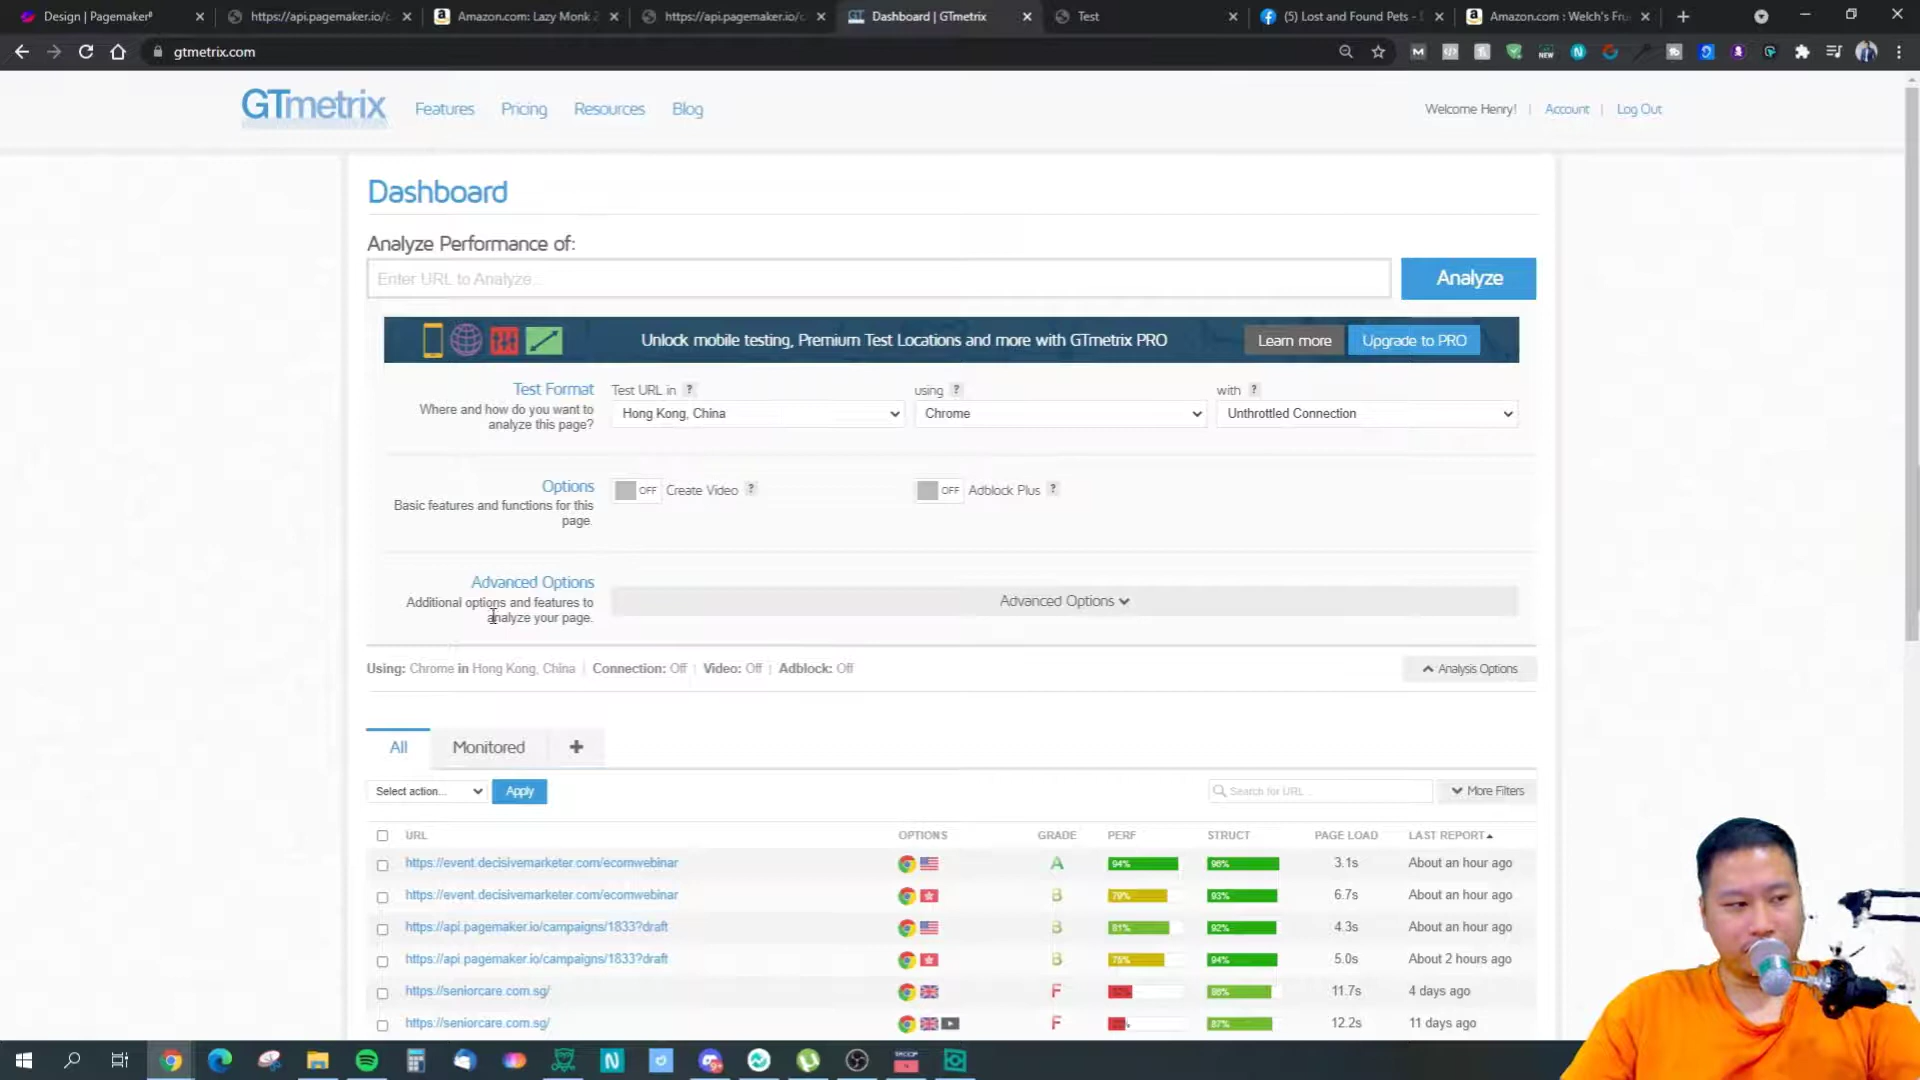 Design | Pagemaker®
https://api.pagemaker.io/c
Amazon.com: Lazy Monk
https://api.pagemaker.io/c
Dashboard | GTmetrix
Test
(5) Lost and Found Pets -
Amazon.com : Welch's Fru
gtmetrix.com
GTmetrix
Features
Pricing
Resources
Blog
Welcome Henry!
Account
Log Out
Dashboard
Analyze Performance of:
Enter URL to Analyze...
Analyze
Unlock mobile testing, Premium Test Locations and more with GTmetrix PRO
Learn more
Upgrade to PRO
Test Format
Where and how do you want to
analyze this page?
Test URL in ?
Hong Kong, China
using ?
Chrome
with ?
Unthrottled Connection
Options
Basic features and functions for this
page.
OFF Create Video ?
OFF Adblock Plus ?
Advanced Options
Additional options and features to
analyze your page.
Advanced Options
Using: Chrome in Hong Kong, China | Connection: Off | Video: Off | Adblock: Off
Analysis Options
All
Monitored
Select action...
Apply
Search for URL...
More Filters
URL OPTIONS GRADE PERF STRUCT PAGE LOAD LAST REPORT
https://event.decisivemarketer.com/ecomwebinar A 94% 98% 3.1s About an hour ago
https://event.decisivemarketer.com/ecomwebinar B 79% 93% 6.7s About an hour ago
https://api.pagemaker.io/campaigns/1833?draft B 81% 92% 4.3s About an hour ago
https://api.pagemaker.io/campaigns/1833?draft B 75% 94% 5.0s About 2 hours ago
https://seniorcare.com.sg/ F 11.7s 4 days ago
https://seniorcare.com.sg/ F 87% 12.2s 11 days ago